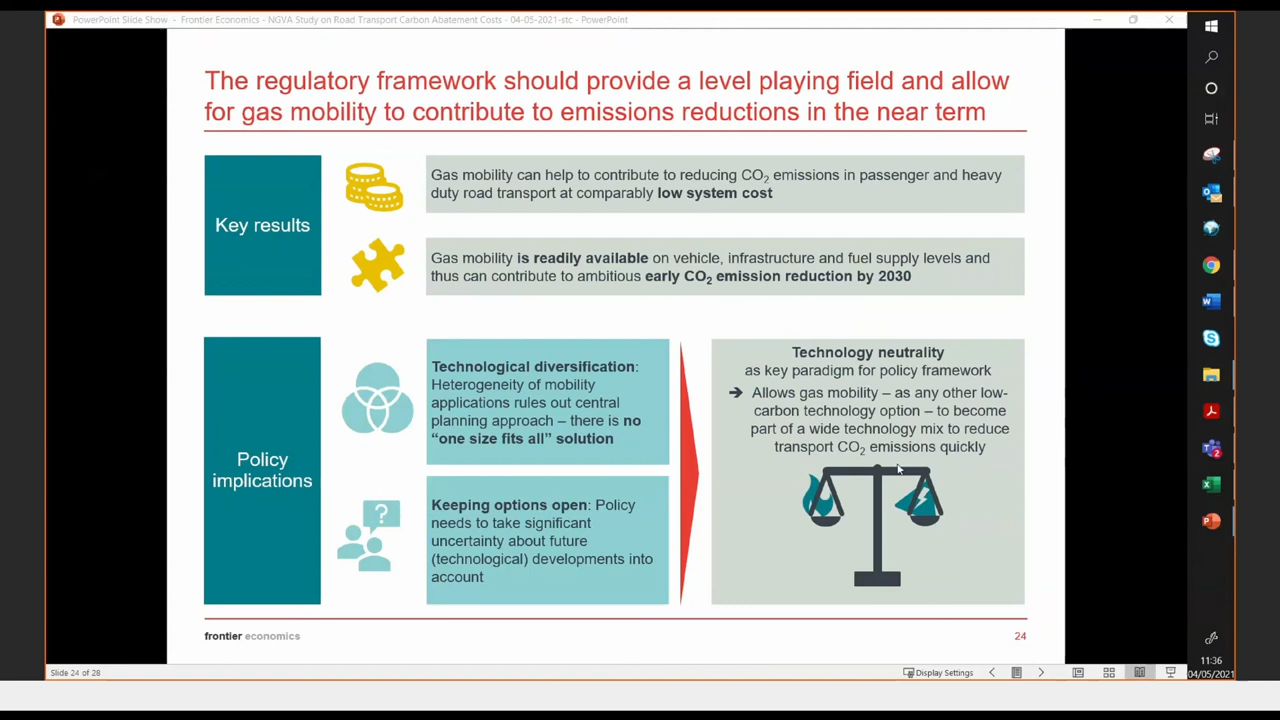 PowerPoint Slide Show - Frontier Economics - NGVA Study on Road Transport Carbon Abatement Costs - 04-05-2021-stc - PowerPoint
The regulatory framework should provide a level playing field and allow
for gas mobility to contribute to emissions reductions in the near term
Key results
Gas mobility can help to contribute to reducing CO2 emissions in passenger and heavy
duty road transport at comparably low system cost
Gas mobility is readily available on vehicle, infrastructure and fuel supply levels and
thus can contribute to ambitious early CO2 emission reduction by 2030
Policy
implications
Technological diversification:
Heterogeneity of mobility
applications rules out central
planning approach – there is no
“one size fits all” solution
Keeping options open: Policy
needs to take significant
uncertainty about future
(technological) developments into
account
?
Technology neutrality
as key paradigm for policy framework
➔ Allows gas mobility – as any other low-
carbon technology option – to become
part of a wide technology mix to reduce
transport CO2 emissions quickly
frontier economics
24
Slide 24 of 28
Display Settings
11:36
04/05/2021